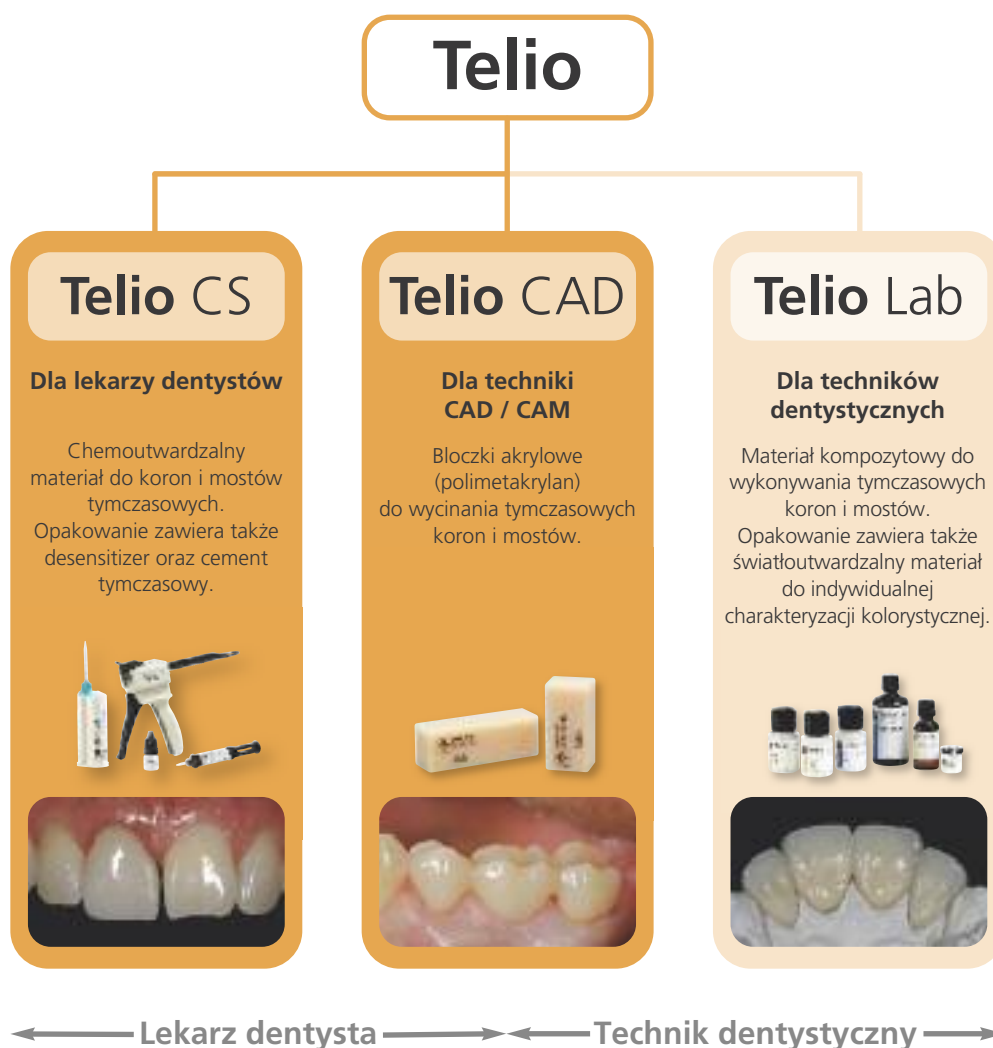 Telio
Telio CS
Dla lekarzy dentystów
Chemoutwardzalny
materiał do koron i mostów
tymczasowych.
Opakowanie zawiera także
desensitizer oraz cement
tymczasowy.
Telio CAD
Dla techniki
CAD / CAM
Bloczki akrylowe
(polimetakrylan)
do wycinania tymczasowych
koron i mostów.
Telio Lab
Dla techników
dentystycznych
Materiał kompozytowy do
wykonywania tymczasowych
koron i mostów.
Opakowanie zawiera także
światłoutwardzalny materiał
do indywidualnej
charakteryzacji kolorystycznej.
Lekarz dentysta
Technik dentystyczny